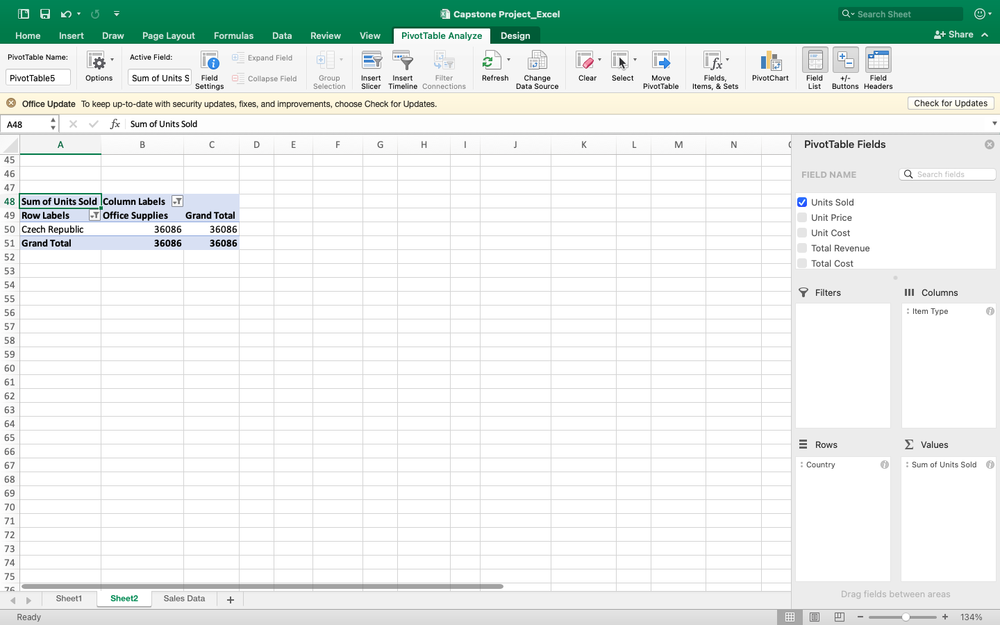 Capstone Project_Excel
Search Sheet
Home Insert Draw Page Layout Formulas Data Review View PivotTable Analyze Design Share
PivotTable Name:
PivotTable5
Options
Active Field:
Sum of Units S
Field Settings
Expand Field
Collapse Field
Group Selection
Insert Slicer
Insert Timeline
Filter Connections
Refresh
Change Data Source
Clear
Select
Move PivotTable
Fields, Items, & Sets
PivotChart
Field List
+/- Buttons
Field Headers
Office Update To keep up-to-date with security updates, fixes, and improvements, choose Check for Updates. Check for Updates
A48 fx Sum of Units Sold
A B C D E F G H I J K L M N
45
46
47
48 Sum of Units Sold Column Labels
49 Row Labels Office Supplies Grand Total
50 Czech Republic 36086 36086
51 Grand Total 36086 36086
52
53
54
55
56
57
58
59
60
61
62
63
64
65
66
67
68
69
70
71
72
73
74
75
76
PivotTable Fields
FIELD NAME Search fields
Units Sold
Unit Price
Unit Cost
Total Revenue
Total Cost
Filters Columns
Item Type
Rows Values
Country Sum of Units Sold
Drag fields between areas
Sheet1 Sheet2 Sales Data +
Ready 134%